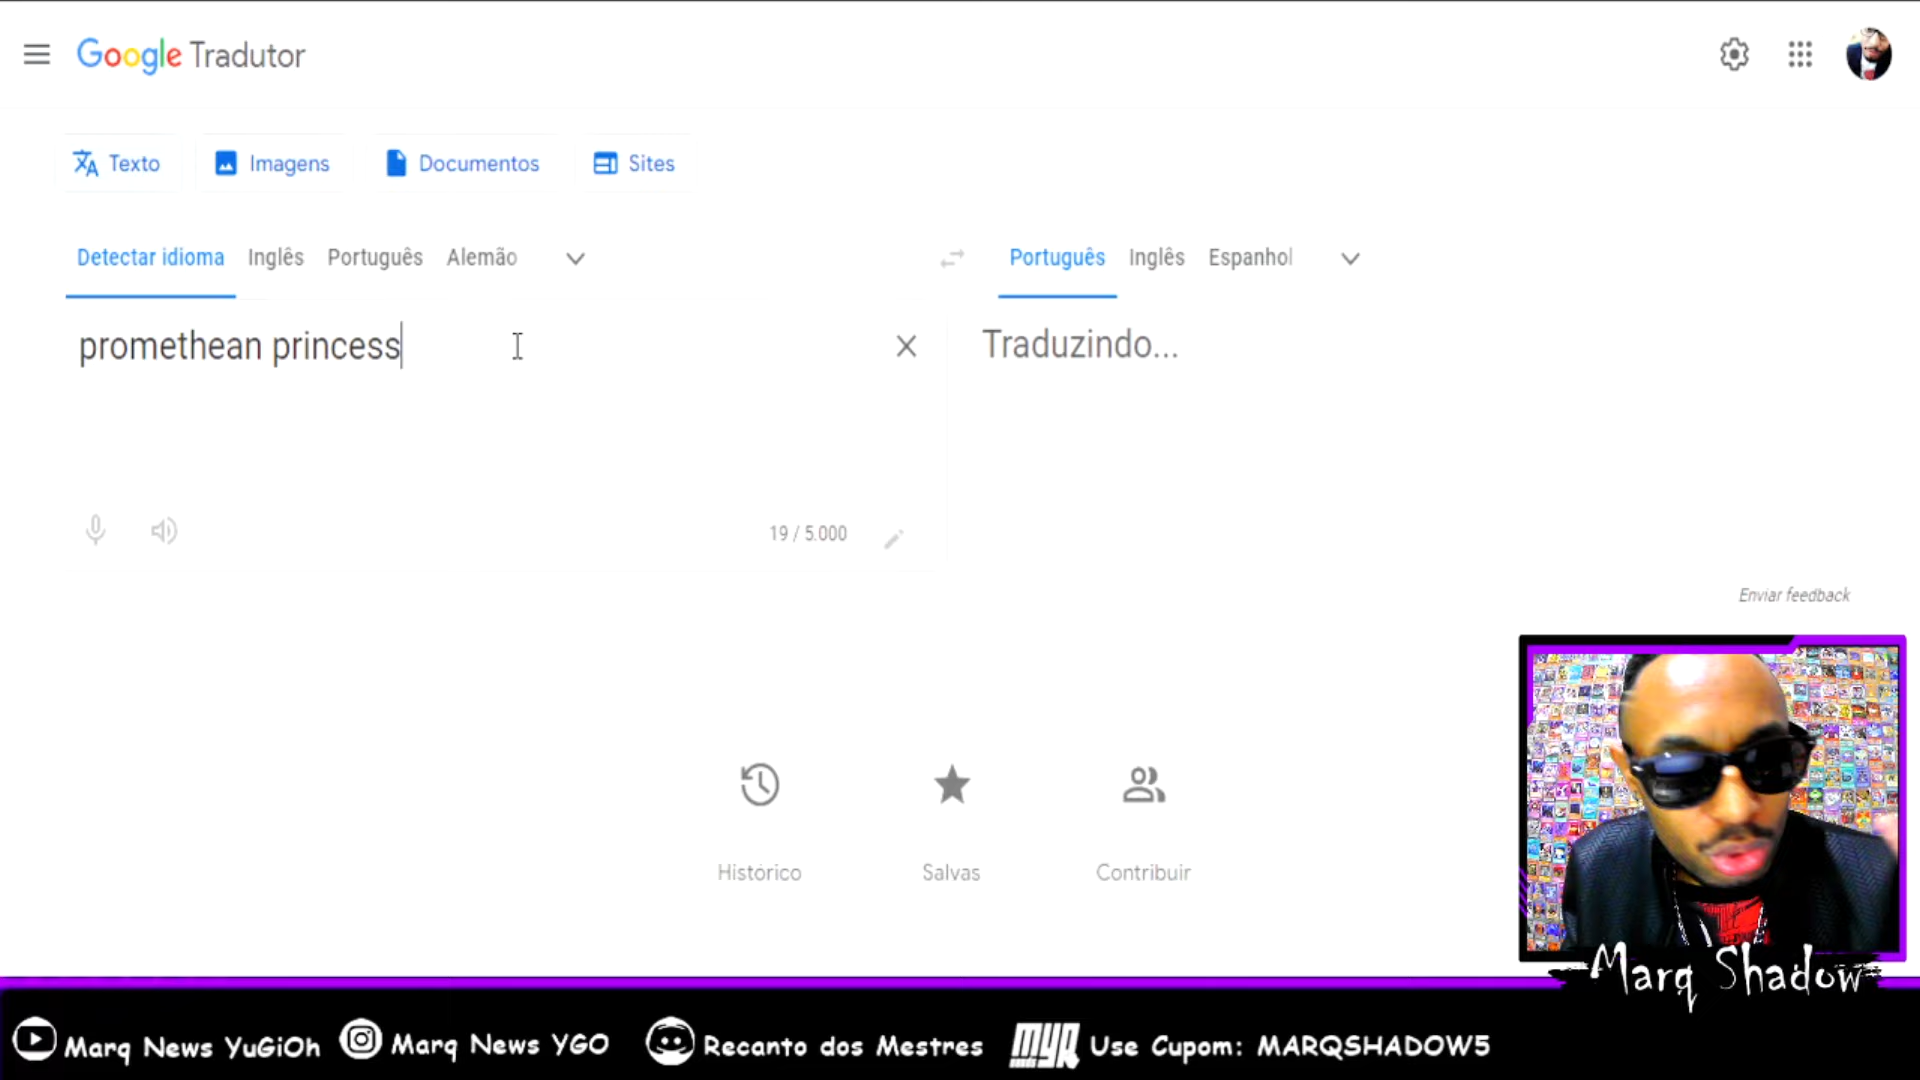 Google Tradutor
Texto
Imagens
Documentos
Sites
Detectar idioma
Inglês
Português
Alemão
Português
Inglês
Espanhol
promethean princess
Traduzindo...
19 / 5.000
Enviar feedback
Histórico
Salvas
Contribuir
Marq Shadow
Marq News YuGiOh
Marq News YGO
Recanto dos Mestres
MYP
Use Cupom: MARQSHADOW5